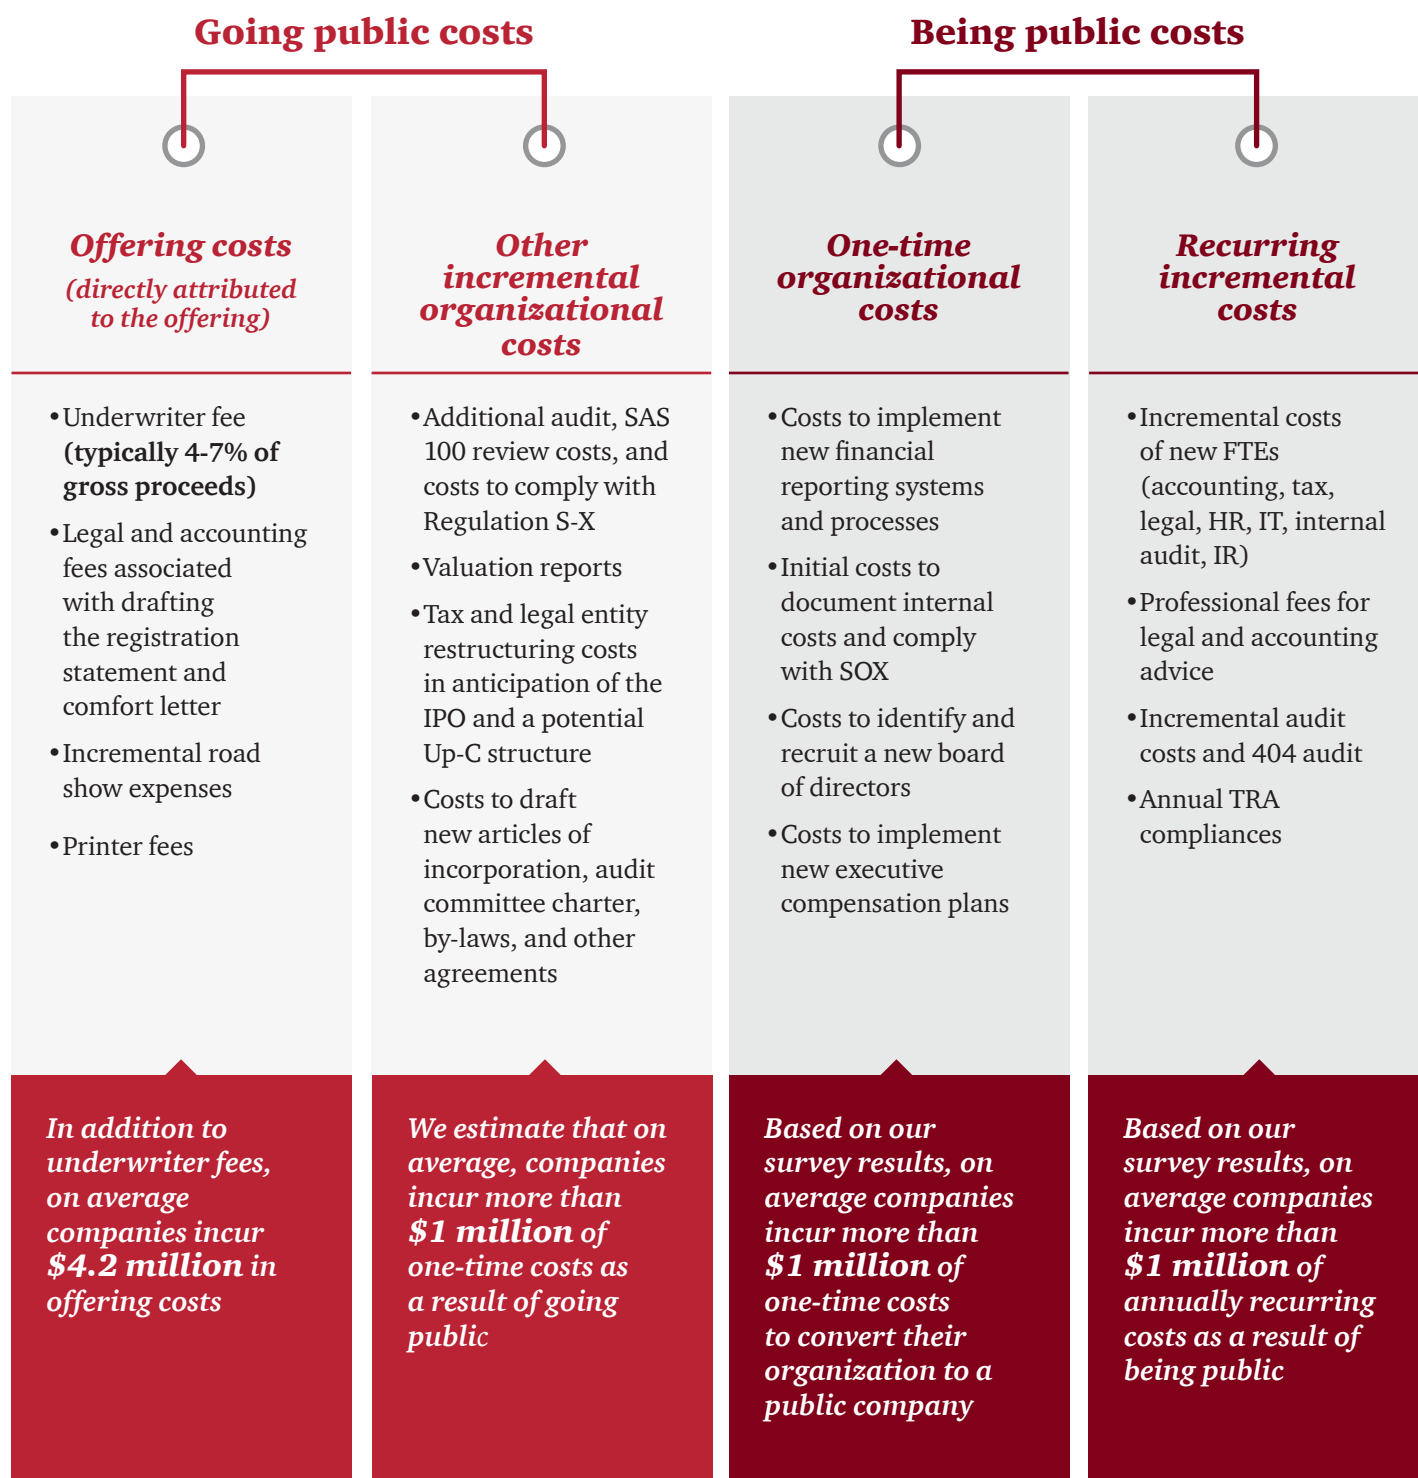 Going public costs
Being public costs
Offering costs
(directly attributed
to the offering)
•Underwriter fee
(typically 4-7% of
gross proceeds)
•Legal and accounting
fees associated
with drafting
the registration
statement and
comfort letter
•Incremental road
show expenses
•Printer fees
In addition to
underwriter fees,
on average
companies incur
$4.2 million in
offering costs
Other
incremental
organizational
costs
•Additional audit, SAS
100 review costs, and
costs to comply with
Regulation S-X
•Valuation reports
•Tax and legal entity
restructuring costs
in anticipation of the
IPO and a potential
Up-C structure
•Costs to draft
new articles of
incorporation, audit
committee charter,
by-laws, and other
agreements
We estimate that on
average, companies
incur more than
$1 million of
one-time costs as
a result of going
public
One-time
organizational
costs
•Costs to implement
new financial
reporting systems
and processes
•Initial costs to
document internal
costs and comply
with SOX
•Costs to identify and
recruit a new board
of directors
•Costs to implement
new executive
compensation plans
Based on our
survey results, on
average companies
incur more than
$1 million of
one-time costs
to convert their
organization to a
public company
Recurring
incremental
costs
•Incremental costs
of new FTEs
(accounting, tax,
legal, HR, IT, internal
audit, IR)
•Professional fees for
legal and accounting
advice
•Incremental audit
costs and 404 audit
•Annual TRA
compliances
Based on our
survey results, on
average companies
incur more than
$1 million of
annually recurring
costs as a result of
being public